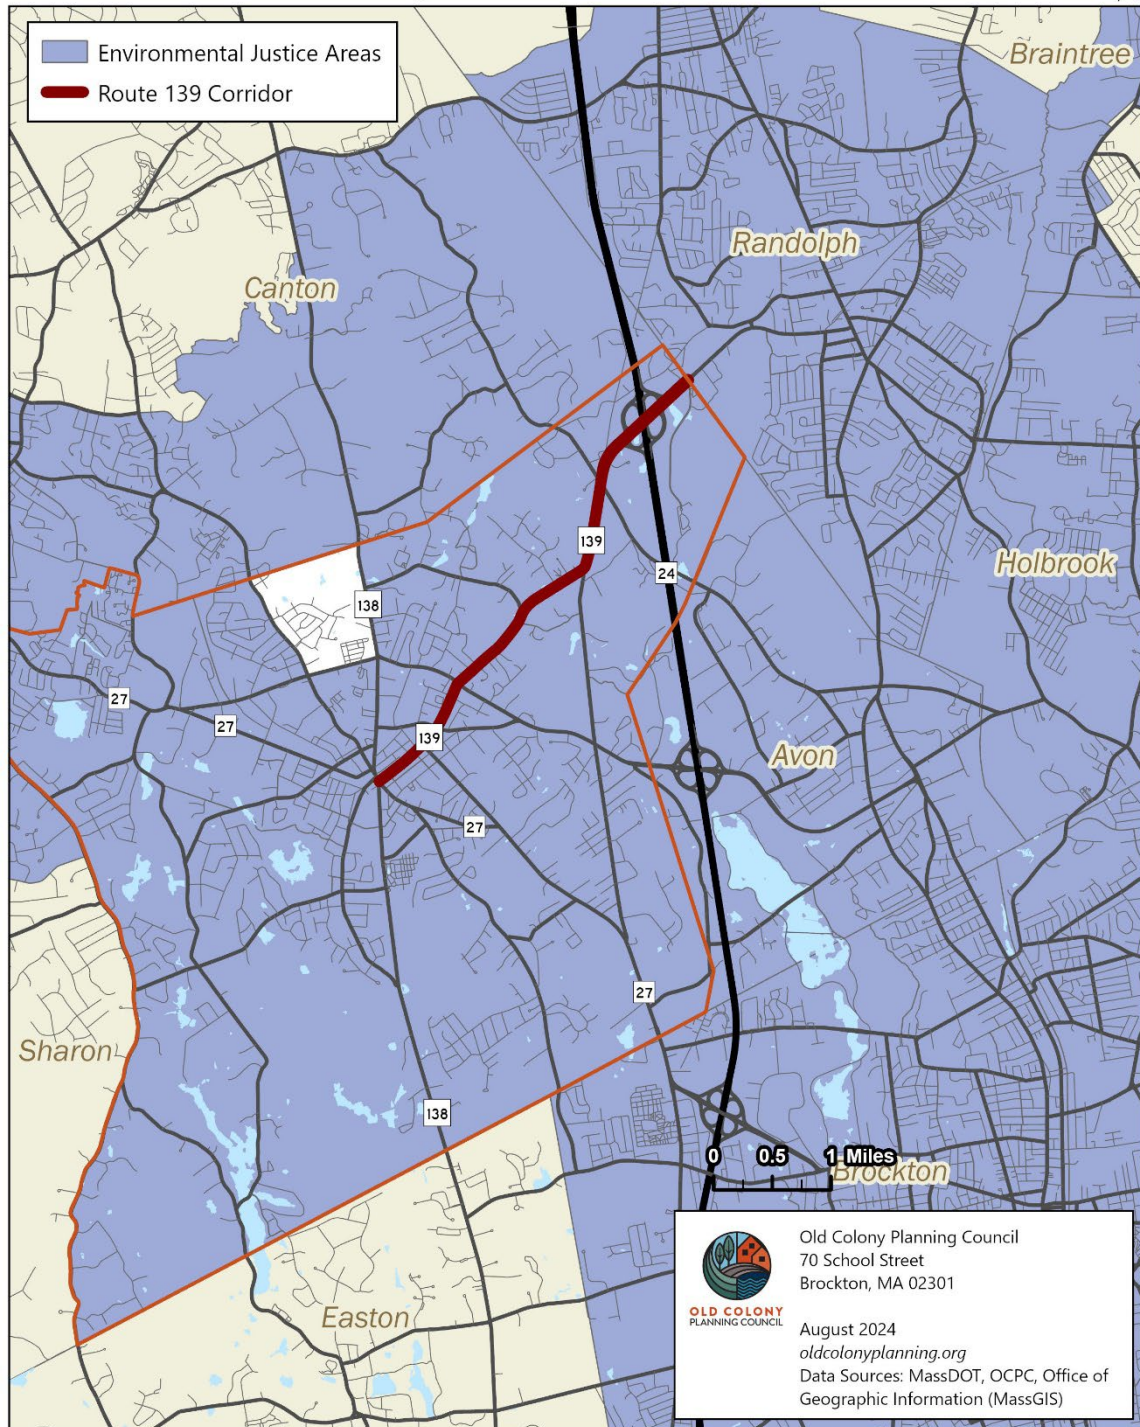 Environmental Justice Areas
Route 139 Corridor
Braintree
Randolph
Canton
139
24
Holbrook
138
27
27
139
Avon
27
27
Sharon
138
0 0.5 1 Miles
Brockton
Easton
Old Colony Planning Council
70 School Street
Brockton, MA 02301
OLD COLONY
PLANNING COUNCIL
August 2024
oldcolonyplanning.org
Data Sources: MassDOT, OCPC, Office of
Geographic Information (MassGIS)